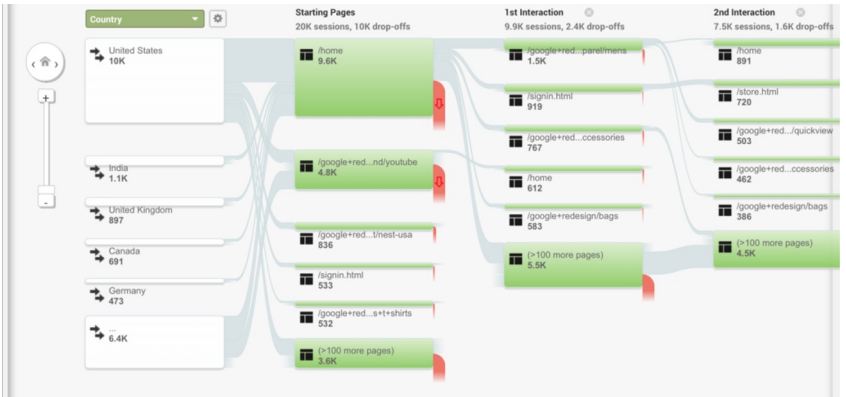 Country
United States
10K
India
1.1K
United Kingdom
897
Canada
691
Germany
473
...
6.4K
Starting Pages
20K sessions, 10K drop-offs
/home
9.6K
/google+red...nd/youtube
4.8K
/google+red...t/nest-usa
836
/signin.html
533
/google+red...s+t+shirts
532
(>100 more pages)
3.6K
1st Interaction
9.9K sessions, 2.4K drop-offs
/google+red...parel/mens
1.5K
/signin.html
919
/google+red...ccessories
767
/home
612
/google+redesign/bags
583
(>100 more pages)
5.5K
2nd Interaction
7.5K sessions, 1.6K drop-offs
/home
891
/store.html
720
/google+red.../quickview
503
/google+red...ccessories
462
/google+redesign/bags
386
(>100 more pages)
4.5K